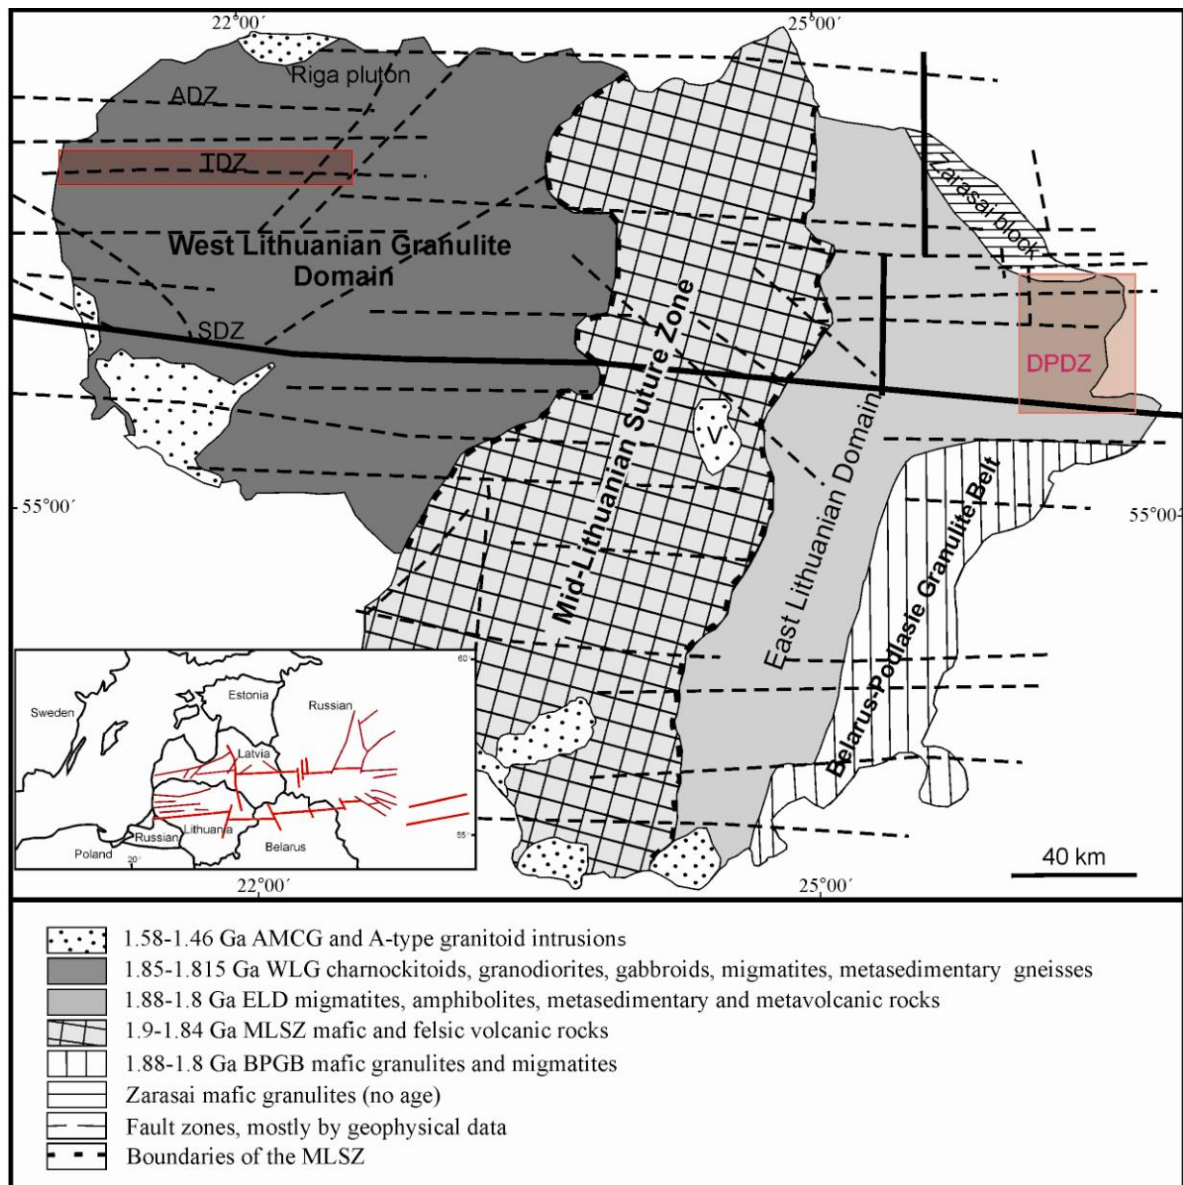 22°00´
25°00´
Riga pluton
ADZ
TDZ
Zarasai block
West Lithuanian Granulite
Domain
SDZ
DPDZ
Mid-Lithuanian Suture Zone
V
East Lithuanian Domain
Belarus-Podlasie Granulite Belt
55°00´
55°00´
60
Sweden
Estonia
Russian
Latvia
Lithuania
Russian
Poland
Belarus
20
55
22°00´
25°00´
40 km
1.58-1.46 Ga AMCG and A-type granitoid intrusions
1.85-1.815 Ga WLG charnockitoids, granodiorites, gabbroids, migmatites, metasedimentary gneisses
1.88-1.8 Ga ELD migmatites, amphibolites, metasedimentary and metavolcanic rocks
1.9-1.84 Ga MLSZ mafic and felsic volcanic rocks
1.88-1.8 Ga BPGB mafic granulites and migmatites
Zarasai mafic granulites (no age)
Fault zones, mostly by geophysical data
Boundaries of the MLSZ